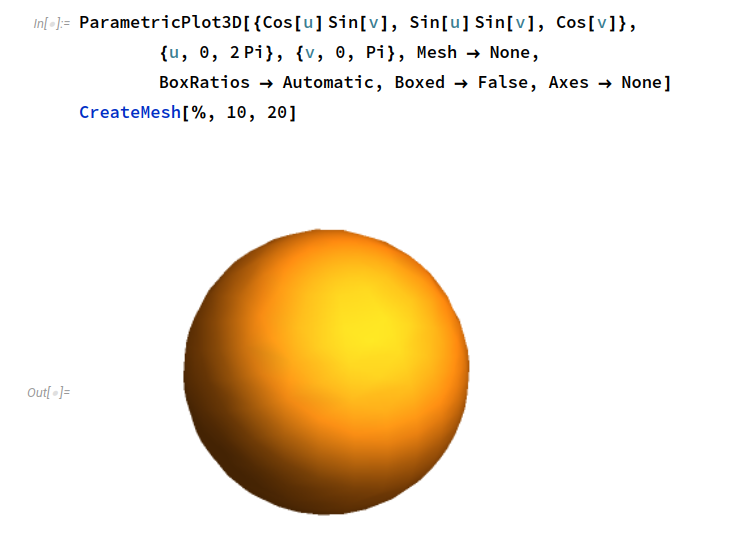 In[∘]:= ParametricPlot3D[{Cos[u] Sin[v], Sin[u] Sin[v], Cos[v]},
{u, 0, 2 Pi}, {v, 0, Pi}, Mesh → None,
BoxRatios → Automatic, Boxed → False, Axes → None]
CreateMesh[%, 10, 20]
Out[∘]=